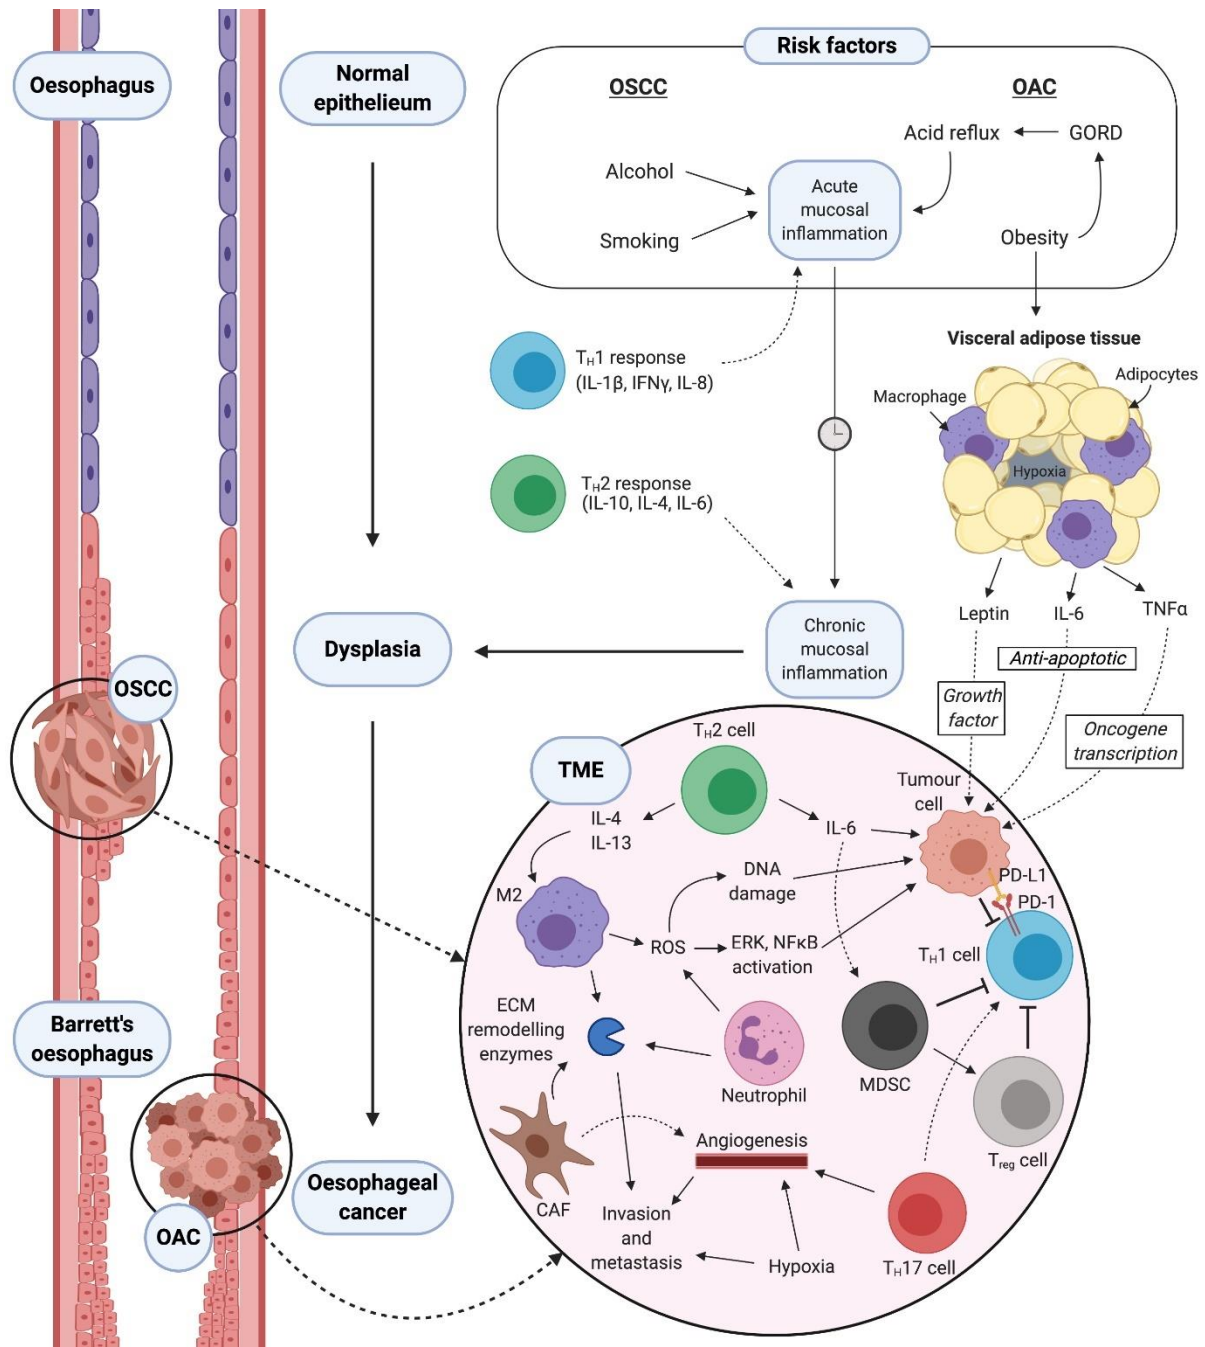 Oesophagus
Normal
epithelieum
Risk factors
OSCC
OAC
Acid reflux
GORD
Alcohol
Smoking
Acute
mucosal
inflammation
Obesity
Visceral adipose tissue
Macrophage
Adipocytes
Hypoxia
TH1 response
(IL-1β, IFNγ, IL-8)
TH2 response
(IL-10, IL-4, IL-6)
Leptin
IL-6
TNFα
Anti-apoptotic
Growth
factor
Oncogene
transcription
Chronic
mucosal
inflammation
Dysplasia
OSCC
TME
TH2 cell
IL-4
IL-13
IL-6
Tumour
cell
M2
DNA
damage
PD-L1
PD-1
ROS
ERK, NFκB
activation
TH1 cell
ECM
remodelling
enzymes
Neutrophil
MDSC
Treg cell
CAF
Angiogenesis
Invasion
and
metastasis
Hypoxia
TH17 cell
Barrett's
oesophagus
OAC
Oesophageal
cancer